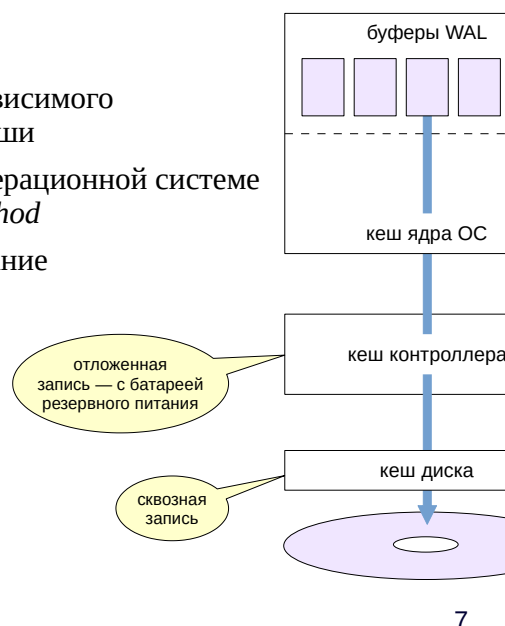 висимого
ши
ерационной системе
hod
ние
буферы WAL
кеш ядра ОС
отложенная
запись — с батареей
резервного питания
кеш контроллера
сквозная
запись
кеш диска
7